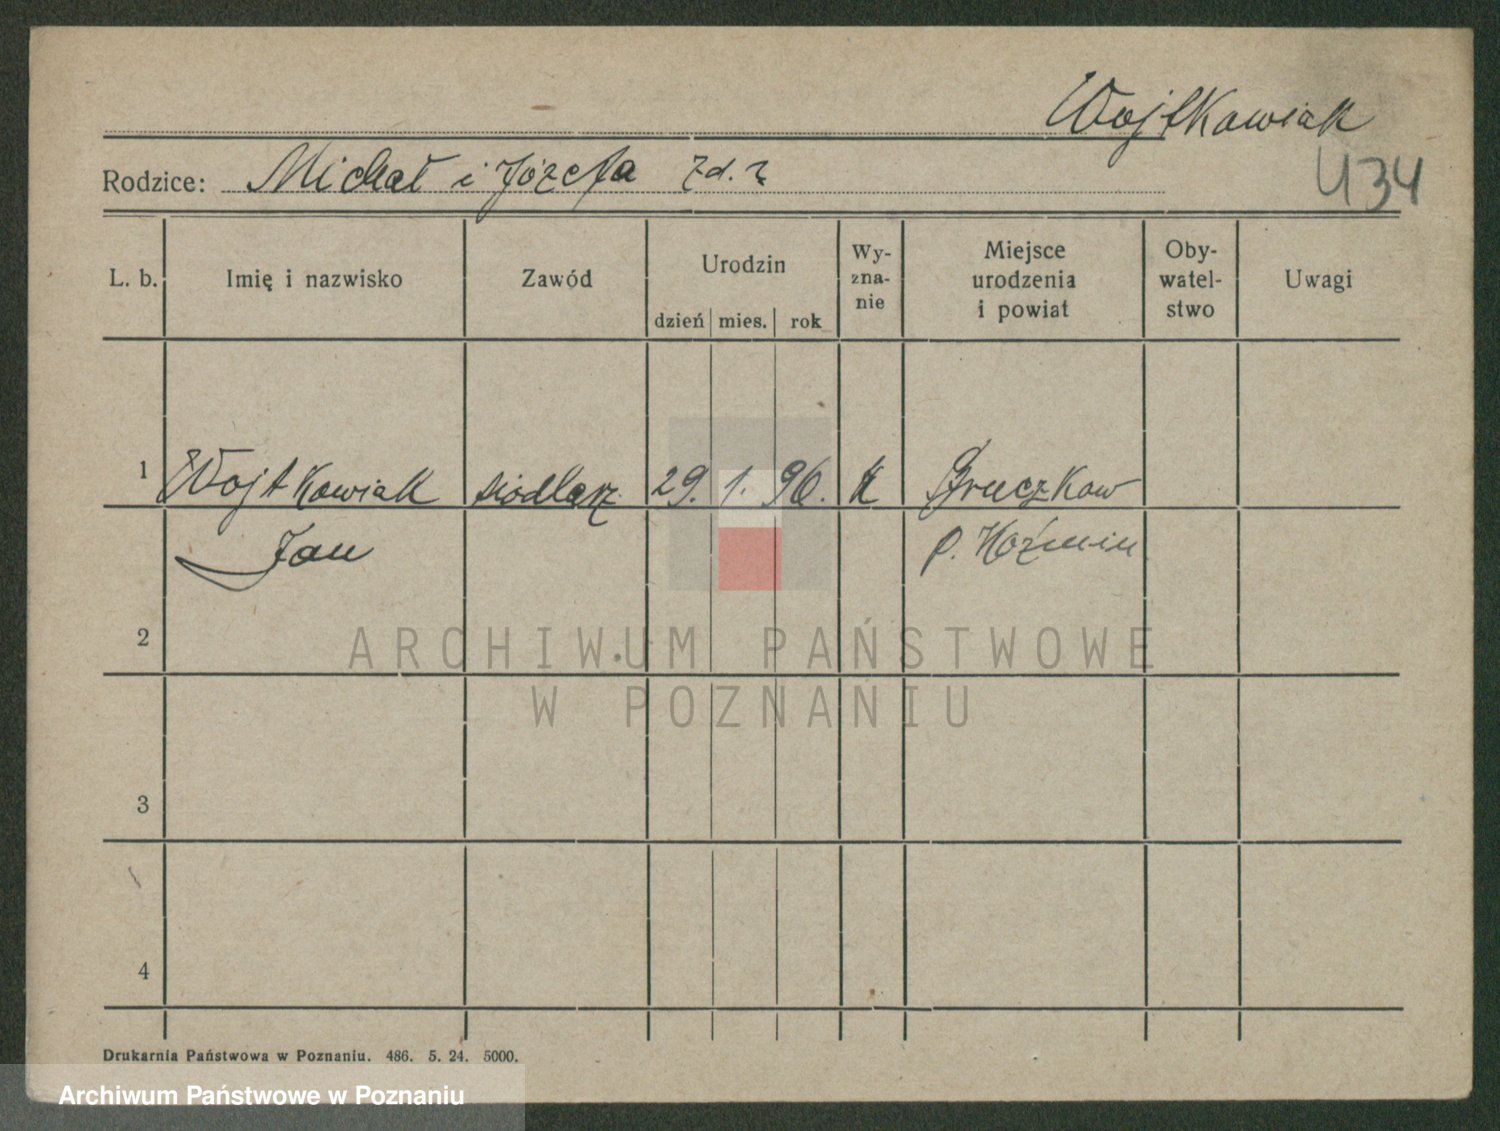 Wojtkowiak
434
Rodzice: Michał i Józefa zd. ?
L. b. Imię i nazwisko Zawód Urodzin dzień mies. rok Wy-zna-nie Miejsce urodzenia i powiat Oby-watel-stwo Uwagi
1 Wojtkowiak siodlarz 29. 1. 96. k Bruczkow
Jan p. Koźmin
2
ARCHIWUM PAŃSTWOWE
W POZNANIU
3
4
Drukarnia Państwowa w Poznaniu. 486. 5. 24. 5000.
Archiwum Państwowe w Poznaniu